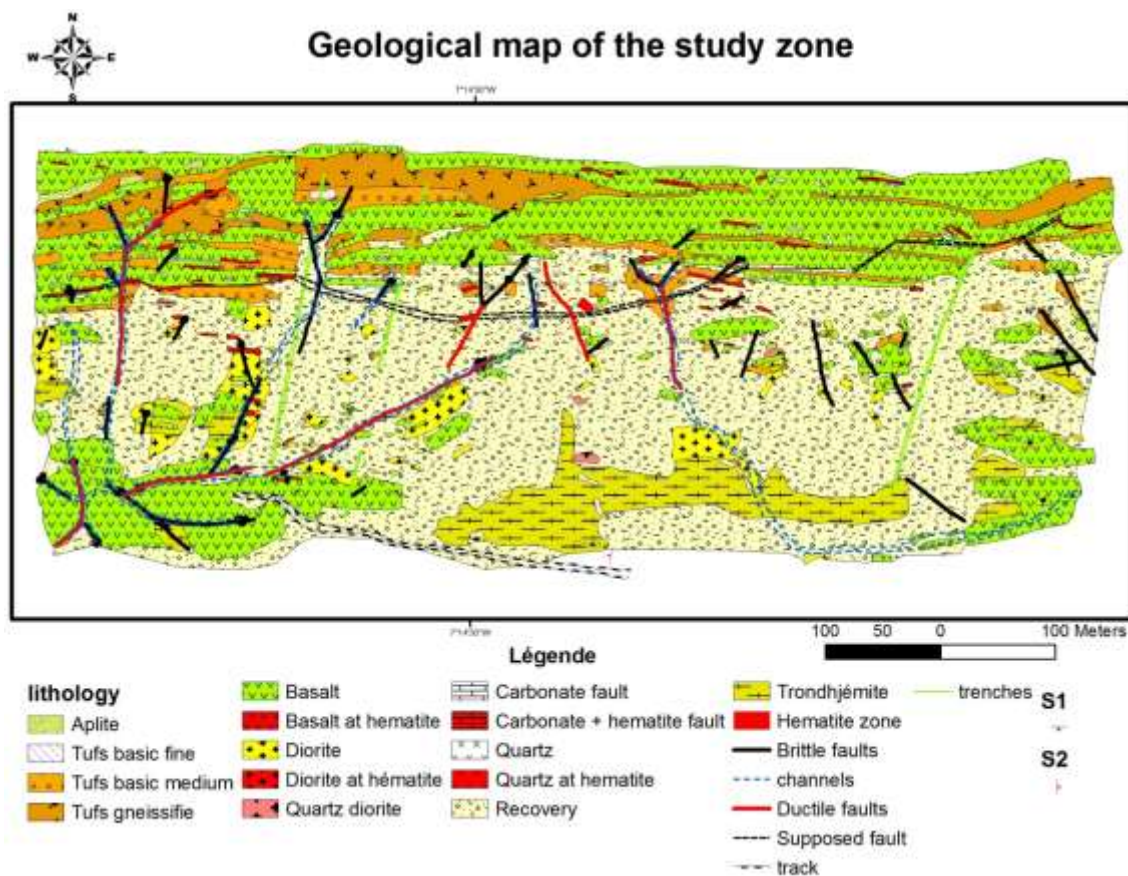 N
W E
S
Geological map of the study zone
100 50 0 100 Meters
Légende
lithology
Aplite
Tufs basic fine
Tufs basic medium
Tufs gneissifie
Basalt
Basalt at hematite
Diorite
Diorite at hématite
Quartz diorite
Carbonate fault
Carbonate + hematite fault
Quartz
Quartz at hematite
Recovery
Trondhjémite
Hematite zone
Brittle faults
channels
Ductile faults
Supposed fault
track
trenches
S1
S2